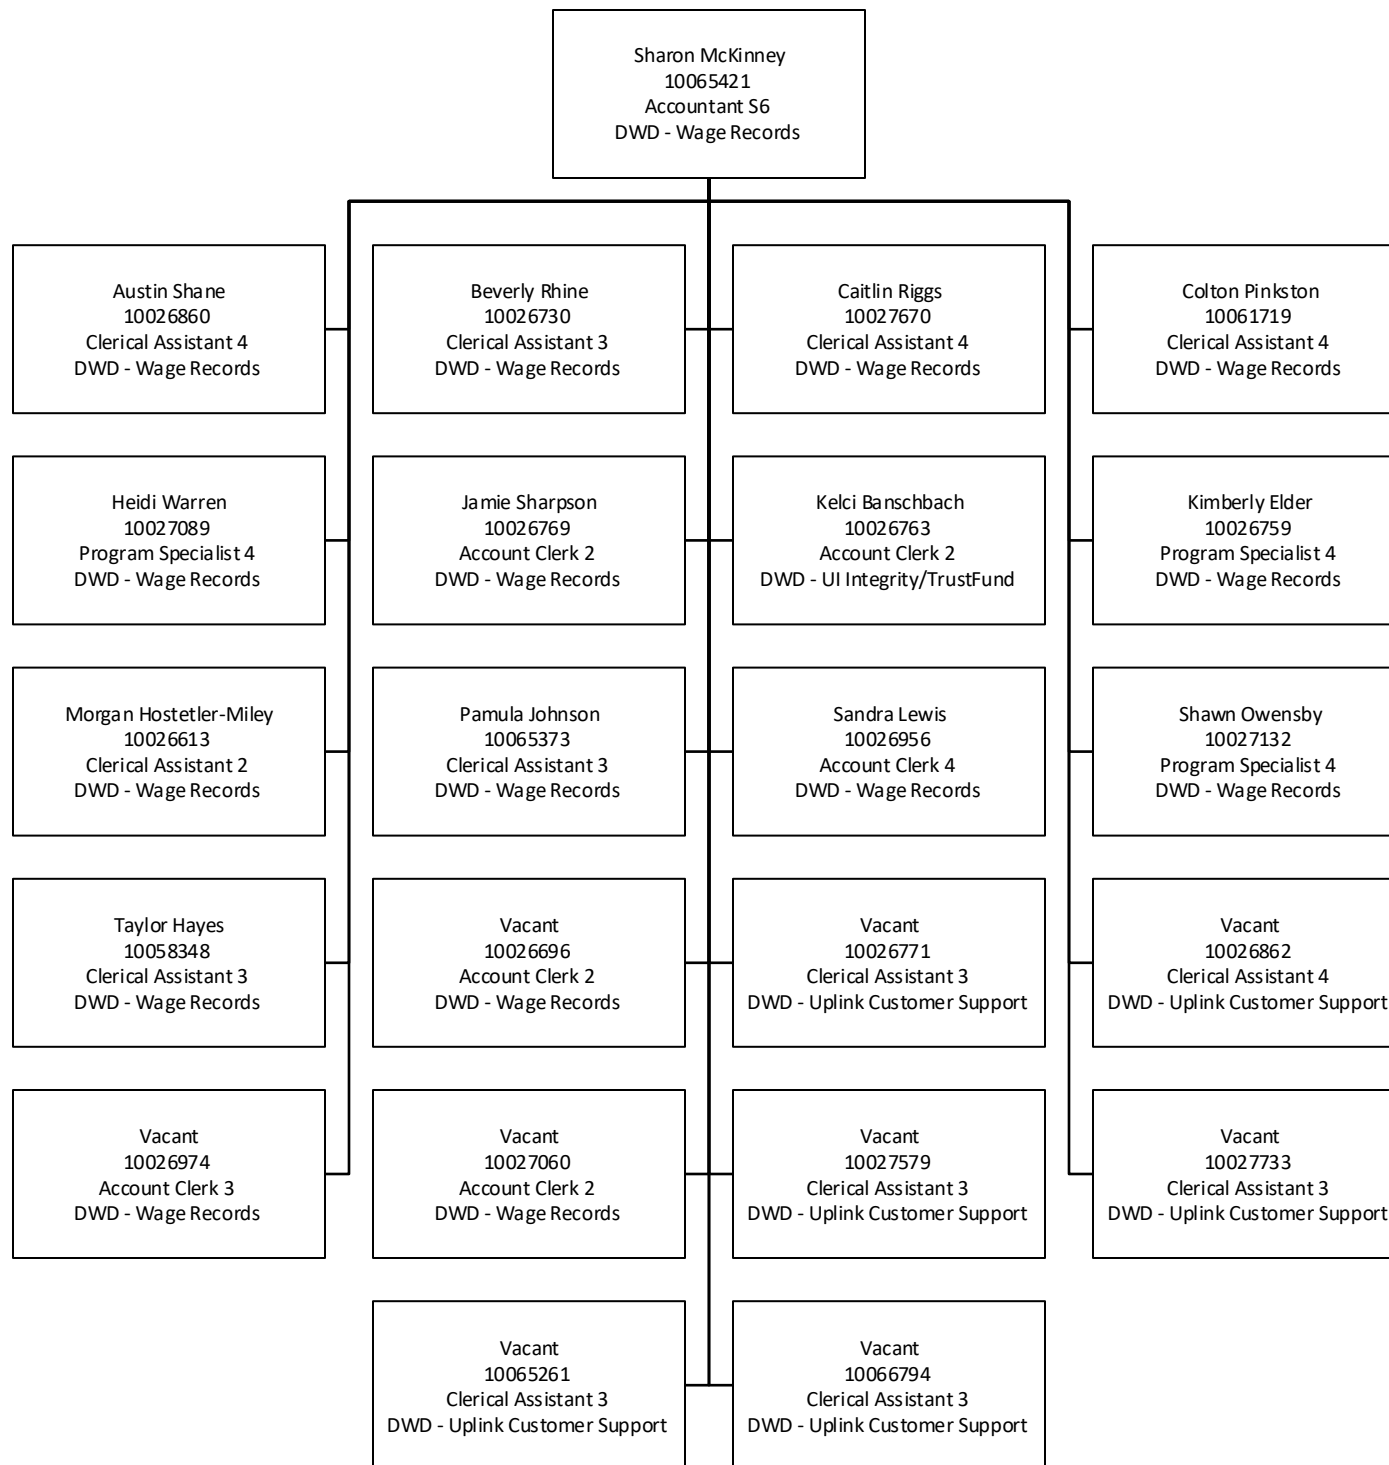 Sharon McKinney
10065421
Accountant S6
DWD - Wage Records
Austin Shane
10026860
Clerical Assistant 4
DWD - Wage Records
Beverly Rhine
10026730
Clerical Assistant 3
DWD - Wage Records
Caitlin Riggs
10027670
Clerical Assistant 4
DWD - Wage Records
Colton Pinkston
10061719
Clerical Assistant 4
DWD - Wage Records
Heidi Warren
10027089
Program Specialist 4
DWD - Wage Records
Jamie Sharpson
10026769
Account Clerk 2
DWD - Wage Records
Kelci Banschbach
10026763
Account Clerk 2
DWD - UI Integrity/TrustFund
Kimberly Elder
10026759
Program Specialist 4
DWD - Wage Records
Morgan Hostetler-Miley
10026613
Clerical Assistant 2
DWD - Wage Records
Pamula Johnson
10065373
Clerical Assistant 3
DWD - Wage Records
Sandra Lewis
10026956
Account Clerk 4
DWD - Wage Records
Shawn Owensby
10027132
Program Specialist 4
DWD - Wage Records
Taylor Hayes
10058348
Clerical Assistant 3
DWD - Wage Records
Vacant
10026696
Account Clerk 2
DWD - Wage Records
Vacant
10026771
Clerical Assistant 3
DWD - Uplink Customer Support
Vacant
10026862
Clerical Assistant 4
DWD - Uplink Customer Support
Vacant
10026974
Account Clerk 3
DWD - Wage Records
Vacant
10027060
Account Clerk 2
DWD - Wage Records
Vacant
10027579
Clerical Assistant 3
DWD - Uplink Customer Support
Vacant
10027733
Clerical Assistant 3
DWD - Uplink Customer Support
Vacant
10065261
Clerical Assistant 3
DWD - Uplink Customer Support
Vacant
10066794
Clerical Assistant 3
DWD - Uplink Customer Support